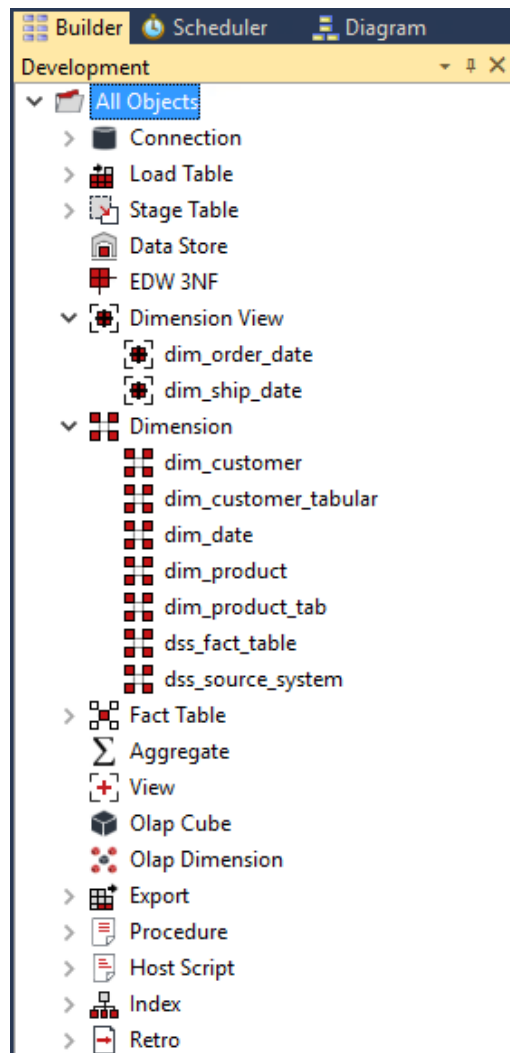 Builder Scheduler Diagram
Development
All Objects
Connection
Load Table
Stage Table
Data Store
EDW 3NF
Dimension View
dim_order_date
dim_ship_date
Dimension
dim_customer
dim_customer_tabular
dim_date
dim_product
dim_product_tab
dss_fact_table
dss_source_system
Fact Table
Aggregate
View
Olap Cube
Olap Dimension
Export
Procedure
Host Script
Index
Retro